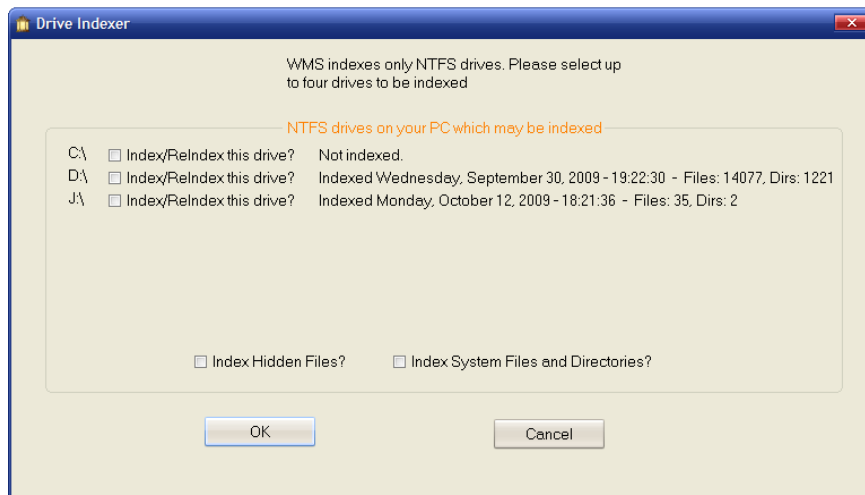 Drive Indexer
WMS indexes only NTFS drives. Please select up
to four drives to be indexed
NTFS drives on your PC which may be indexed
C:\ Index/ReIndex this drive? Not indexed.
D:\ Index/ReIndex this drive? Indexed Wednesday, September 30, 2009 - 19:22:30 - Files: 14077, Dirs: 1221
J:\ Index/ReIndex this drive? Indexed Monday, October 12, 2009 - 18:21:36 - Files: 35, Dirs: 2
Index Hidden Files? Index System Files and Directories?
OK Cancel